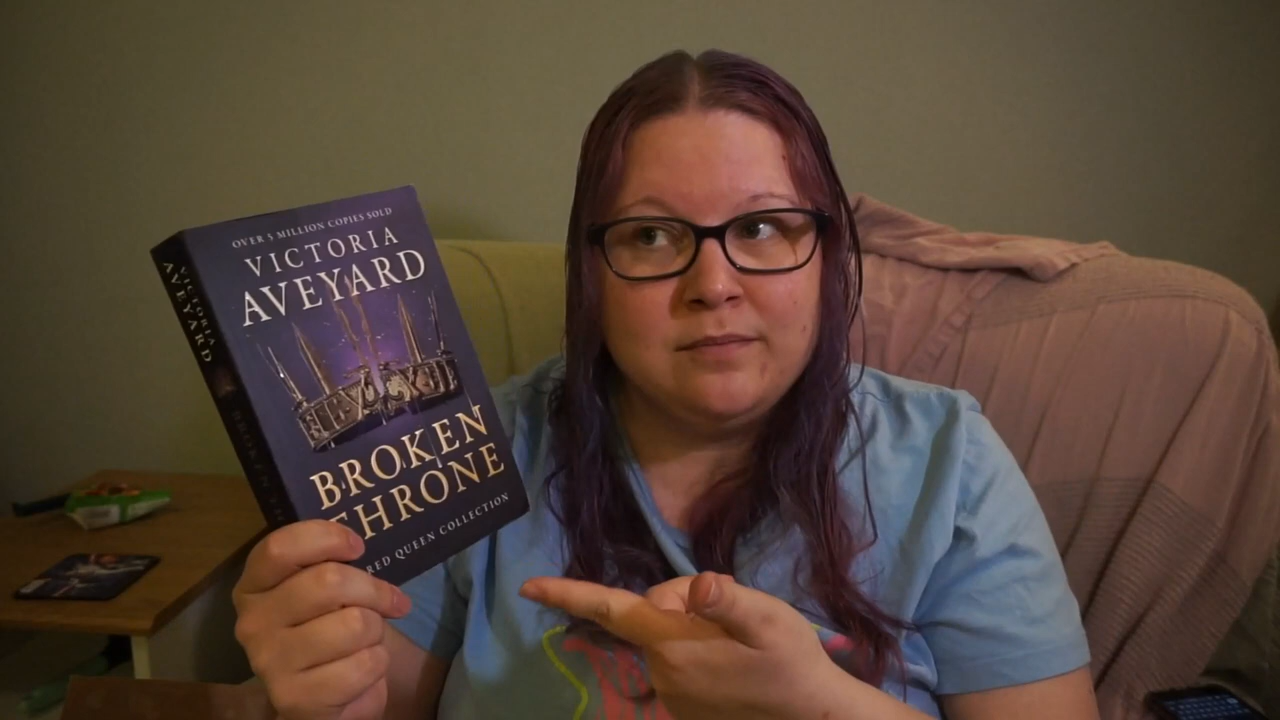 OVER 5 MILLION COPIES SOLD
VICTORIA
AVEYARD
BROKEN
THRONE
RED QUEEN COLLECTION
VICTORIA
AVEYARD